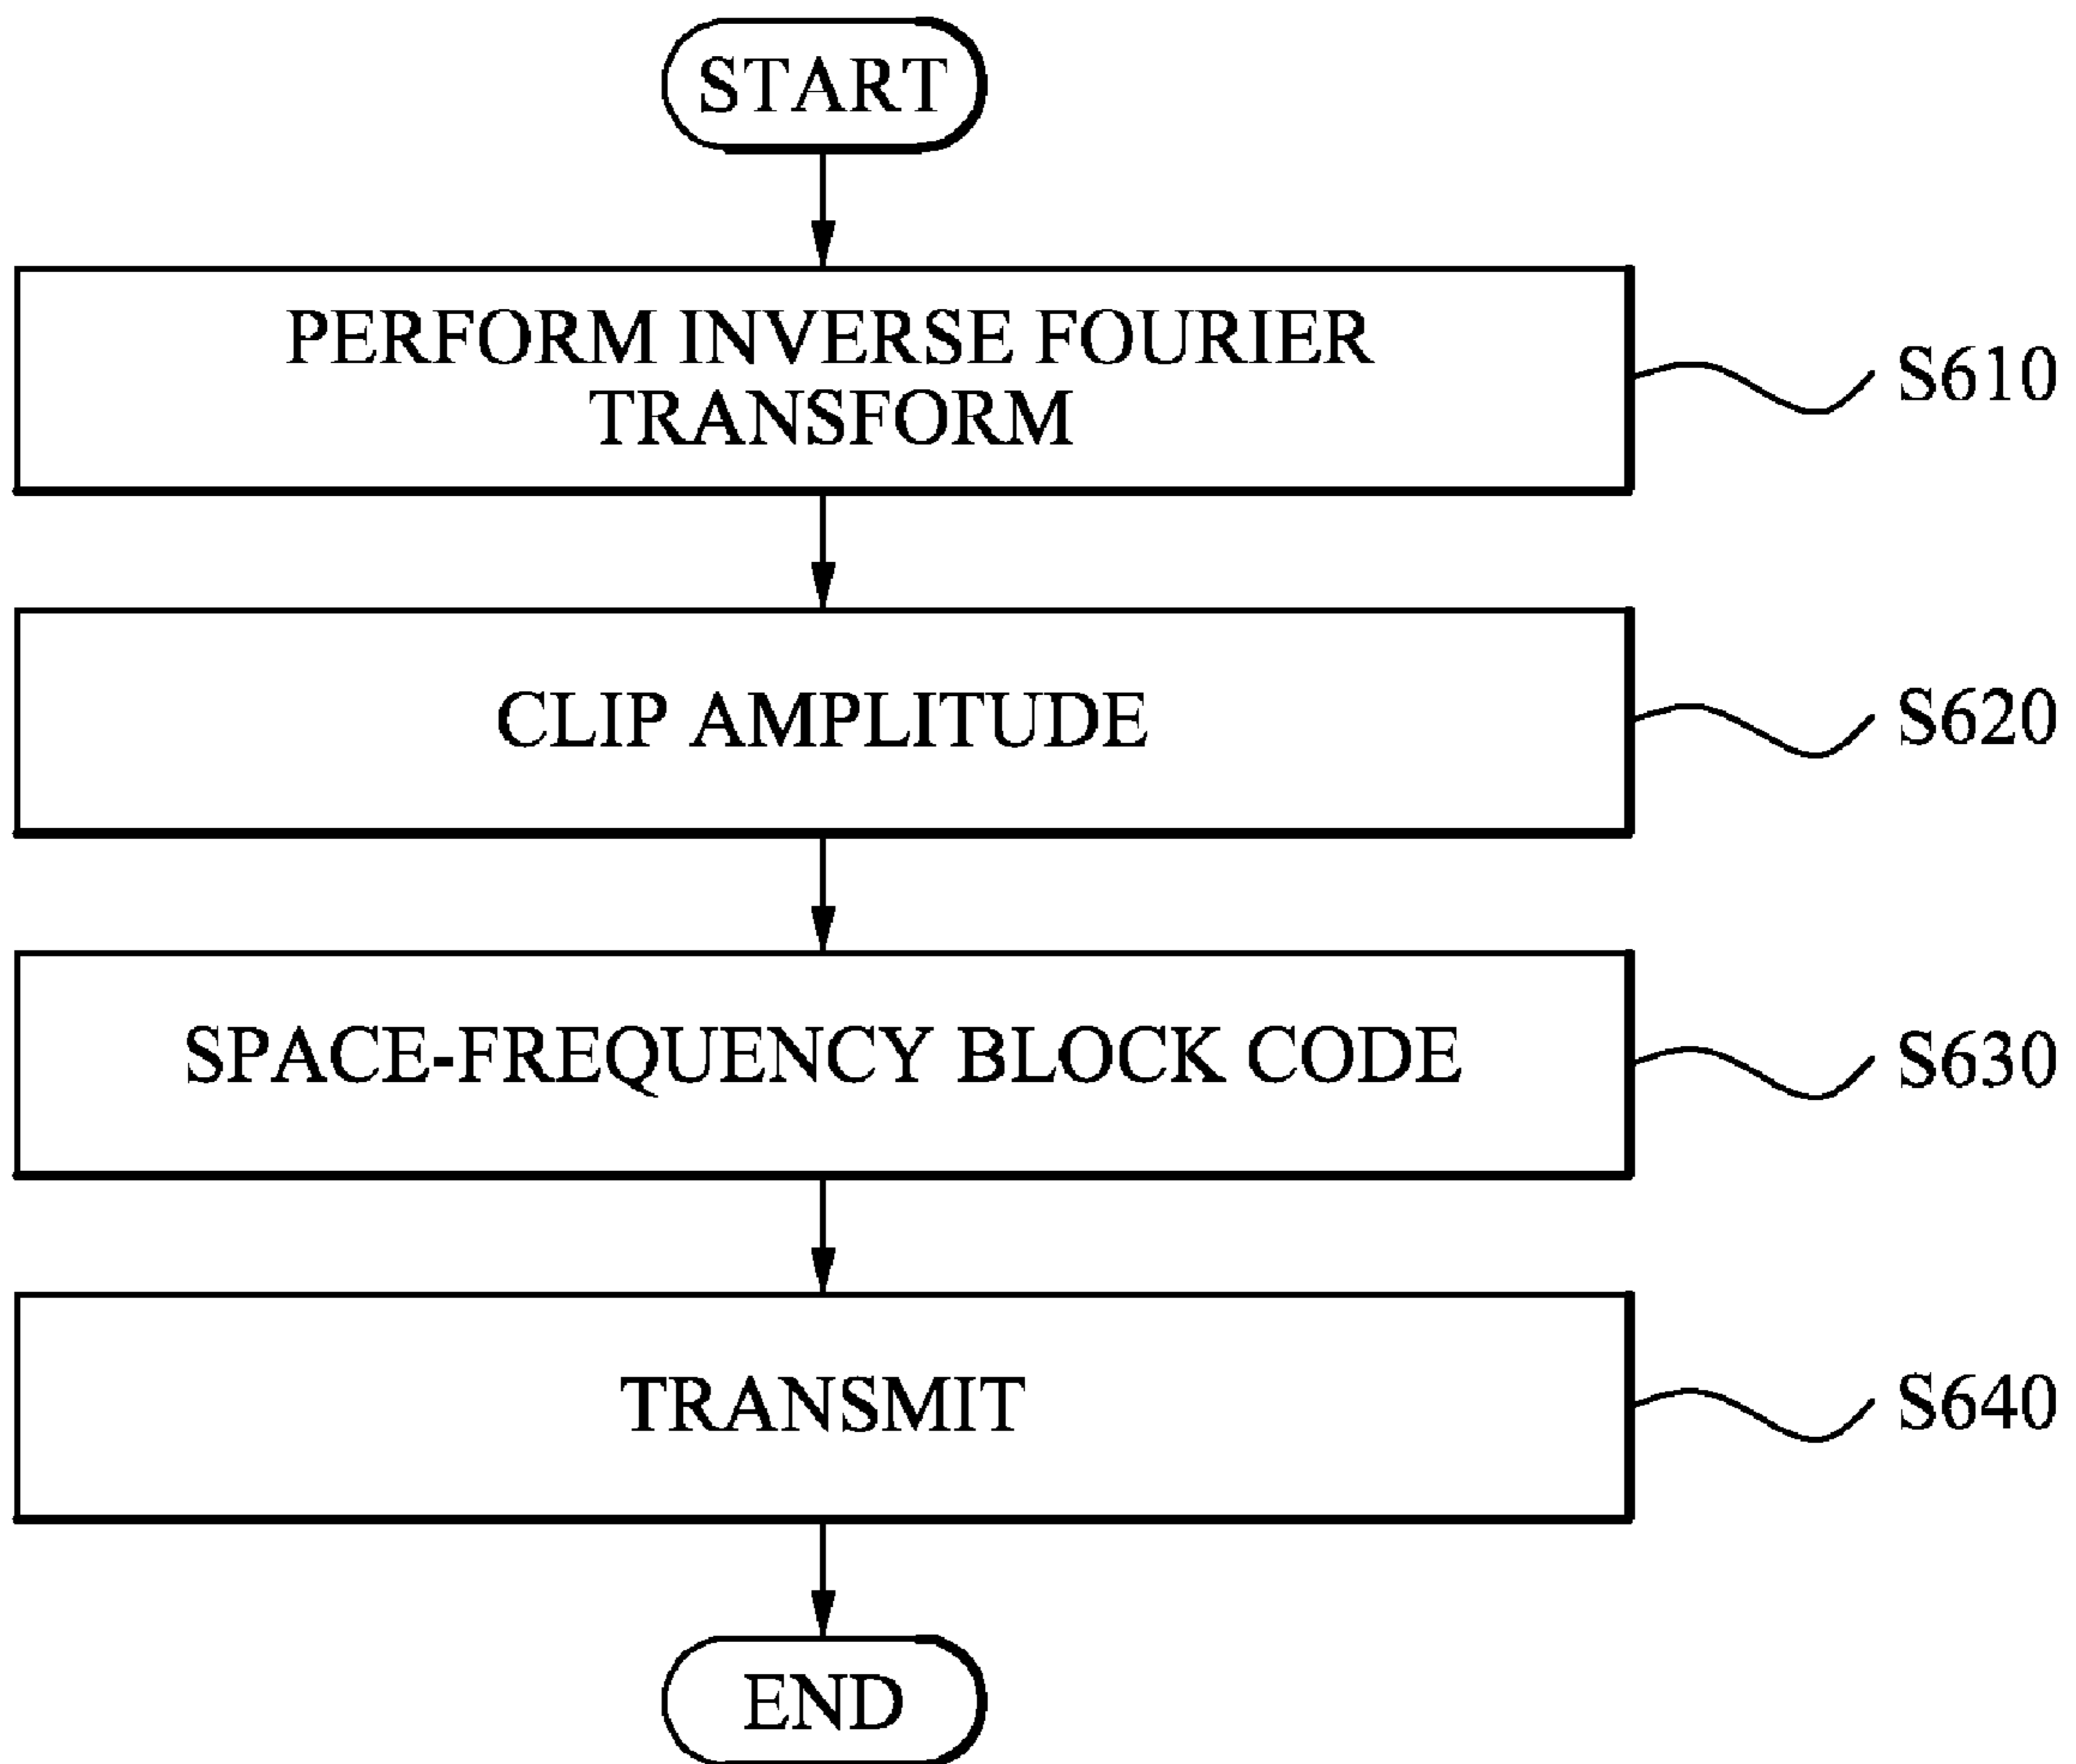 START
PERFORM INVERSE FOURIER
TRANSFORM
S610
CLIP AMPLITUDE
S620
SPACE-FREQUENCY BLOCK CODE
S630
TRANSMIT
S640
END